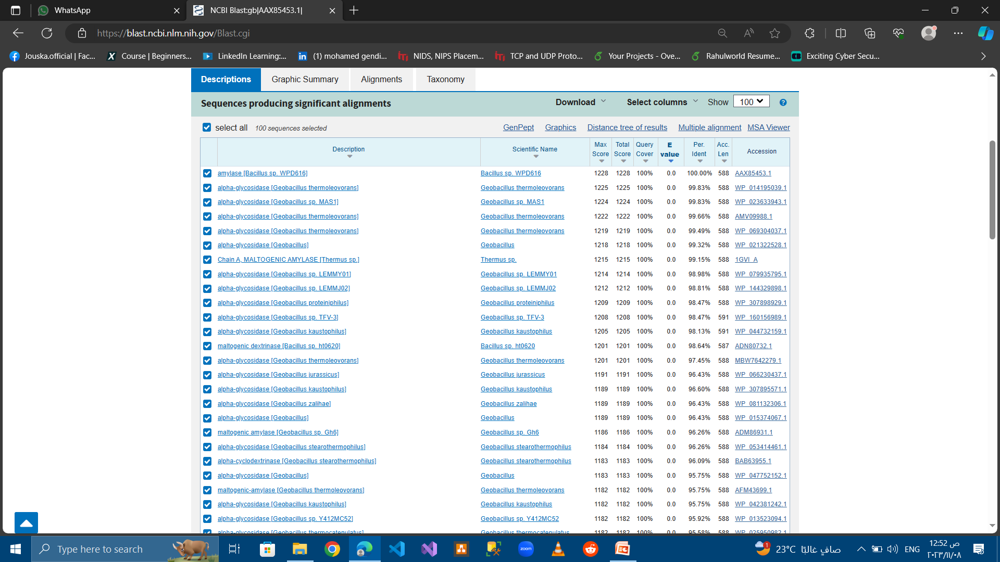 WhatsApp
NCBI Blast:gb|AAX85453.1|
https://blast.ncbi.nlm.nih.gov/Blast.cgi
Jouska.official | Fac... Course | Beginners... LinkedIn Learning:... (1) mohamed gendi... NIDS, NIPS Placem... TCP and UDP Proto... Your Projects - Ove... Rahulworld Resume... Exciting Cyber Secu...
Descriptions Graphic Summary Alignments Taxonomy
Sequences producing significant alignments Download Select columns Show 100
select all 100 sequences selected GenPept Graphics Distance tree of results Multiple alignment MSA Viewer
Description Scientific Name Max Score Total Score Query Cover E value Per. Ident Acc. Len Accession
amylase [Bacillus sp. WPD616] Bacillus sp. WPD616 1228 1228 100% 0.0 100.00% 588 AAX85453.1
alpha-glycosidase [Geobacillus thermoleovorans] Geobacillus thermoleovorans 1225 1225 100% 0.0 99.83% 588 WP_014195039.1
alpha-glycosidase [Geobacillus sp. MAS1] Geobacillus sp. MAS1 1224 1224 100% 0.0 99.83% 588 WP_023633943.1
alpha-glycosidase [Geobacillus thermoleovorans] Geobacillus thermoleovorans 1222 1222 100% 0.0 99.66% 588 AMV09988.1
alpha-glycosidase [Geobacillus thermoleovorans] Geobacillus thermoleovorans 1219 1219 100% 0.0 99.49% 588 WP_069304037.1
alpha-glycosidase [Geobacillus] Geobacillus 1218 1218 100% 0.0 99.32% 588 WP_021322528.1
Chain A, MALTOGENIC AMYLASE [Thermus sp.] Thermus sp. 1215 1215 100% 0.0 99.15% 588 1GVI_A
alpha-glycosidase [Geobacillus sp. LEMMY01] Geobacillus sp. LEMMY01 1214 1214 100% 0.0 98.98% 588 WP_079935795.1
alpha-glycosidase [Geobacillus sp. LEMMJ02] Geobacillus sp. LEMMJ02 1212 1212 100% 0.0 98.81% 588 WP_144329898.1
alpha-glycosidase [Geobacillus proteiniphilus] Geobacillus proteiniphilus 1209 1209 100% 0.0 98.47% 588 WP_307898929.1
alpha-glycosidase [Geobacillus sp. TFV-3] Geobacillus sp. TFV-3 1208 1208 100% 0.0 98.47% 591 WP_160156989.1
alpha-glycosidase [Geobacillus kaustophilus] Geobacillus kaustophilus 1205 1205 100% 0.0 98.13% 591 WP_044732159.1
maltogenic dextrinase [Bacillus sp. ht0620] Bacillus sp. ht0620 1201 1201 100% 0.0 98.64% 587 ADN80732.1
alpha-glycosidase [Geobacillus thermoleovorans] Geobacillus thermoleovorans 1201 1201 100% 0.0 97.45% 588 MBW7642279.1
alpha-glycosidase [Geobacillus jurassicus] Geobacillus jurassicus 1191 1191 100% 0.0 96.43% 588 WP_066230437.1
alpha-glycosidase [Geobacillus kaustophilus] Geobacillus kaustophilus 1189 1189 100% 0.0 96.60% 588 WP_307895571.1
alpha-glycosidase [Geobacillus zalihae] Geobacillus zalihae 1189 1189 100% 0.0 96.43% 588 WP_081132306.1
alpha-glycosidase [Geobacillus] Geobacillus 1189 1189 100% 0.0 96.43% 588 WP_015374067.1
maltogenic amylase [Geobacillus sp. Gh6] Geobacillus sp. Gh6 1186 1186 100% 0.0 96.26% 588 ADM86931.1
alpha-glycosidase [Geobacillus stearothermophilus] Geobacillus stearothermophilus 1184 1184 100% 0.0 96.26% 588 WP_053414461.1
alpha-cyclodextrinase [Geobacillus stearothermophilus] Geobacillus stearothermophilus 1183 1183 100% 0.0 96.09% 588 BAB63955.1
alpha-glycosidase [Geobacillus] Geobacillus 1183 1183 100% 0.0 95.75% 588 WP_047752152.1
maltogenic-amylase [Geobacillus thermoleovorans] Geobacillus thermoleovorans 1182 1182 100% 0.0 95.75% 588 AFM43699.1
alpha-glycosidase [Geobacillus kaustophilus] Geobacillus kaustophilus 1182 1182 100% 0.0 95.75% 588 WP_042381242.1
alpha-glycosidase [Geobacillus sp. Y412MC52] Geobacillus sp. Y412MC52 1182 1182 100% 0.0 95.92% 588 WP_013523094.1
alpha-glycosidase [Geobacillus thermocatenulatus] Geobacillus thermocatenulatus 1182 1182 100% 0.0 95.58% 588 WP_025950982.1
Type here to search zoom 1 23°C صافٍ غالبًا ENG 12:52 ص
٢٠٢٣/١١/٠٨